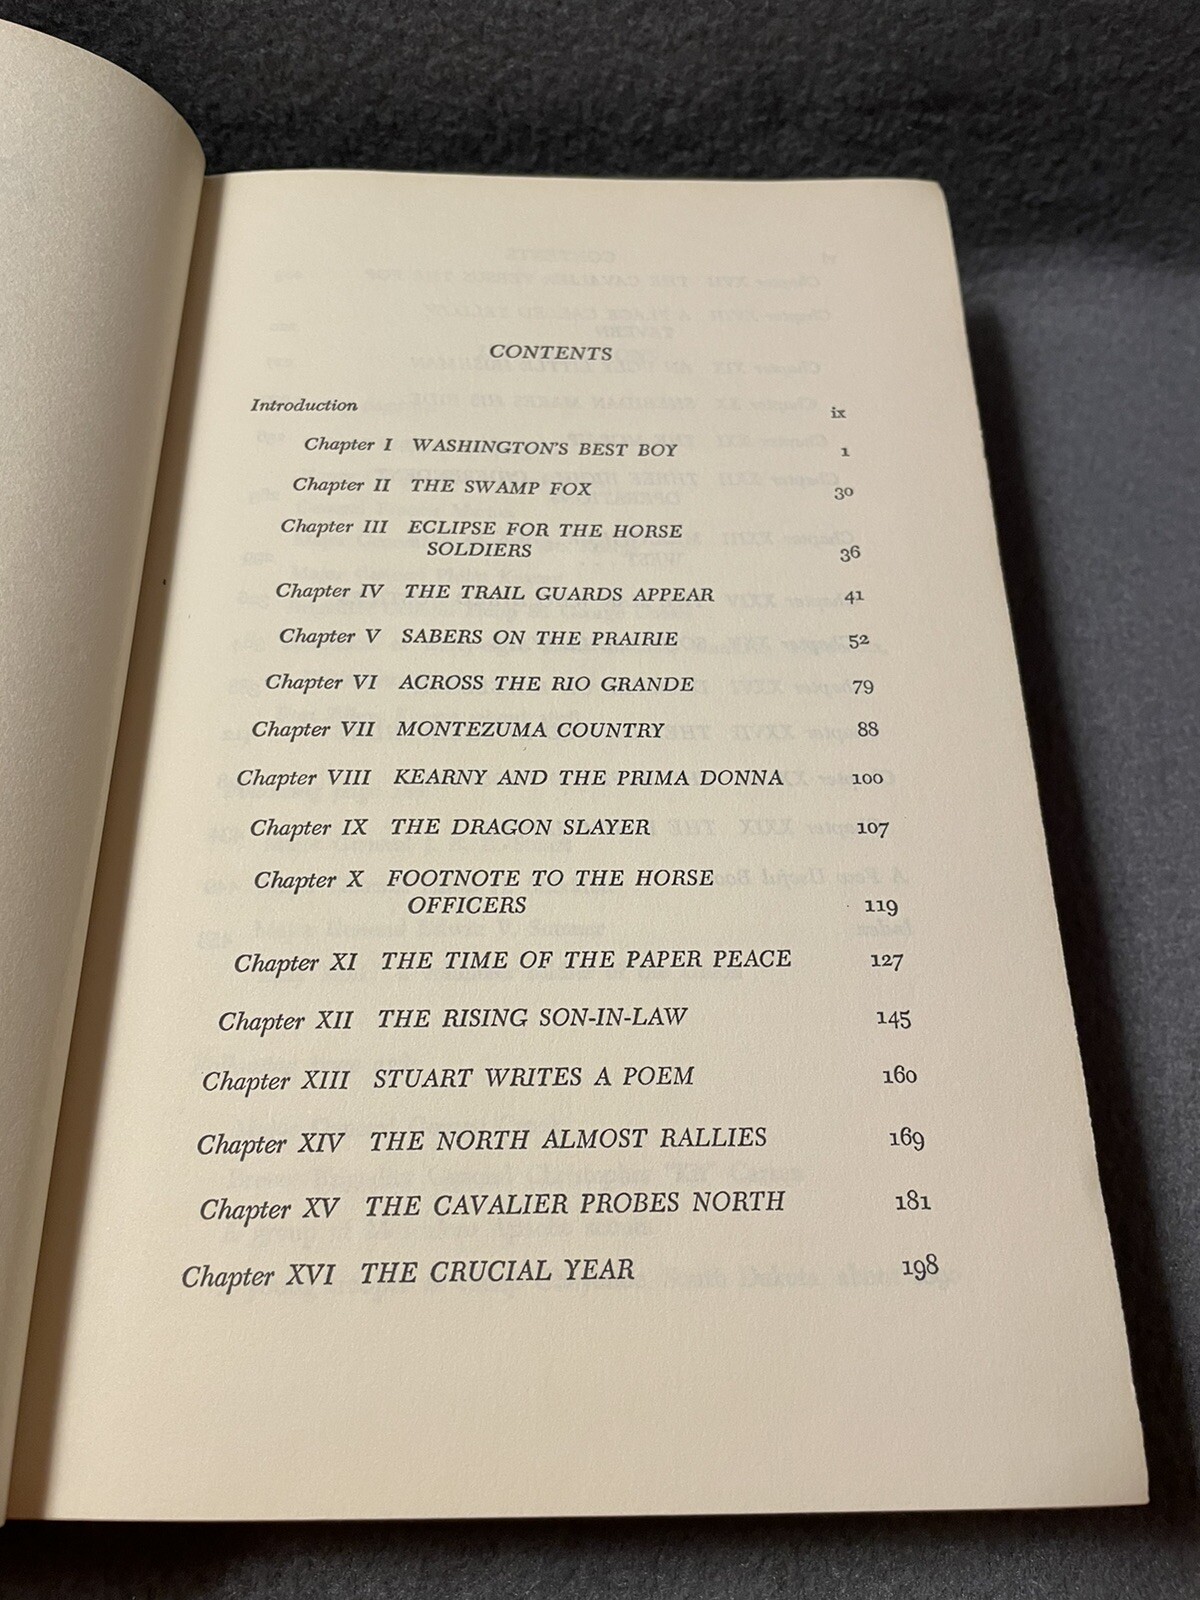 CONTENTS
Introduction ix
Chapter I WASHINGTON'S BEST BOY 1
Chapter II THE SWAMP FOX 30
Chapter III ECLIPSE FOR THE HORSE
SOLDIERS 36
Chapter IV THE TRAIL GUARDS APPEAR 41
Chapter V SABERS ON THE PRAIRIE 52
Chapter VI ACROSS THE RIO GRANDE 79
Chapter VII MONTEZUMA COUNTRY 88
Chapter VIII KEARNY AND THE PRIMA DONNA 100
Chapter IX THE DRAGON SLAYER 107
Chapter X FOOTNOTE TO THE HORSE
OFFICERS 119
Chapter XI THE TIME OF THE PAPER PEACE 127
Chapter XII THE RISING SON-IN-LAW 145
Chapter XIII STUART WRITES A POEM 160
Chapter XIV THE NORTH ALMOST RALLIES 169
Chapter XV THE CAVALIER PROBES NORTH 181
Chapter XVI THE CRUCIAL YEAR 198